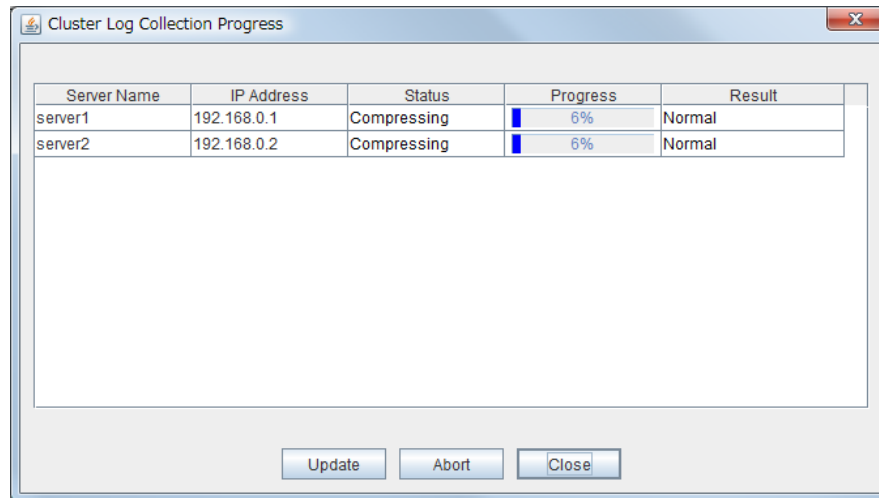 Cluster Log Collection Progress
Server Name IP Address Status Progress Result
server1 192.168.0.1 Compressing 6% Normal
server2 192.168.0.2 Compressing 6% Normal
Update Abort Close